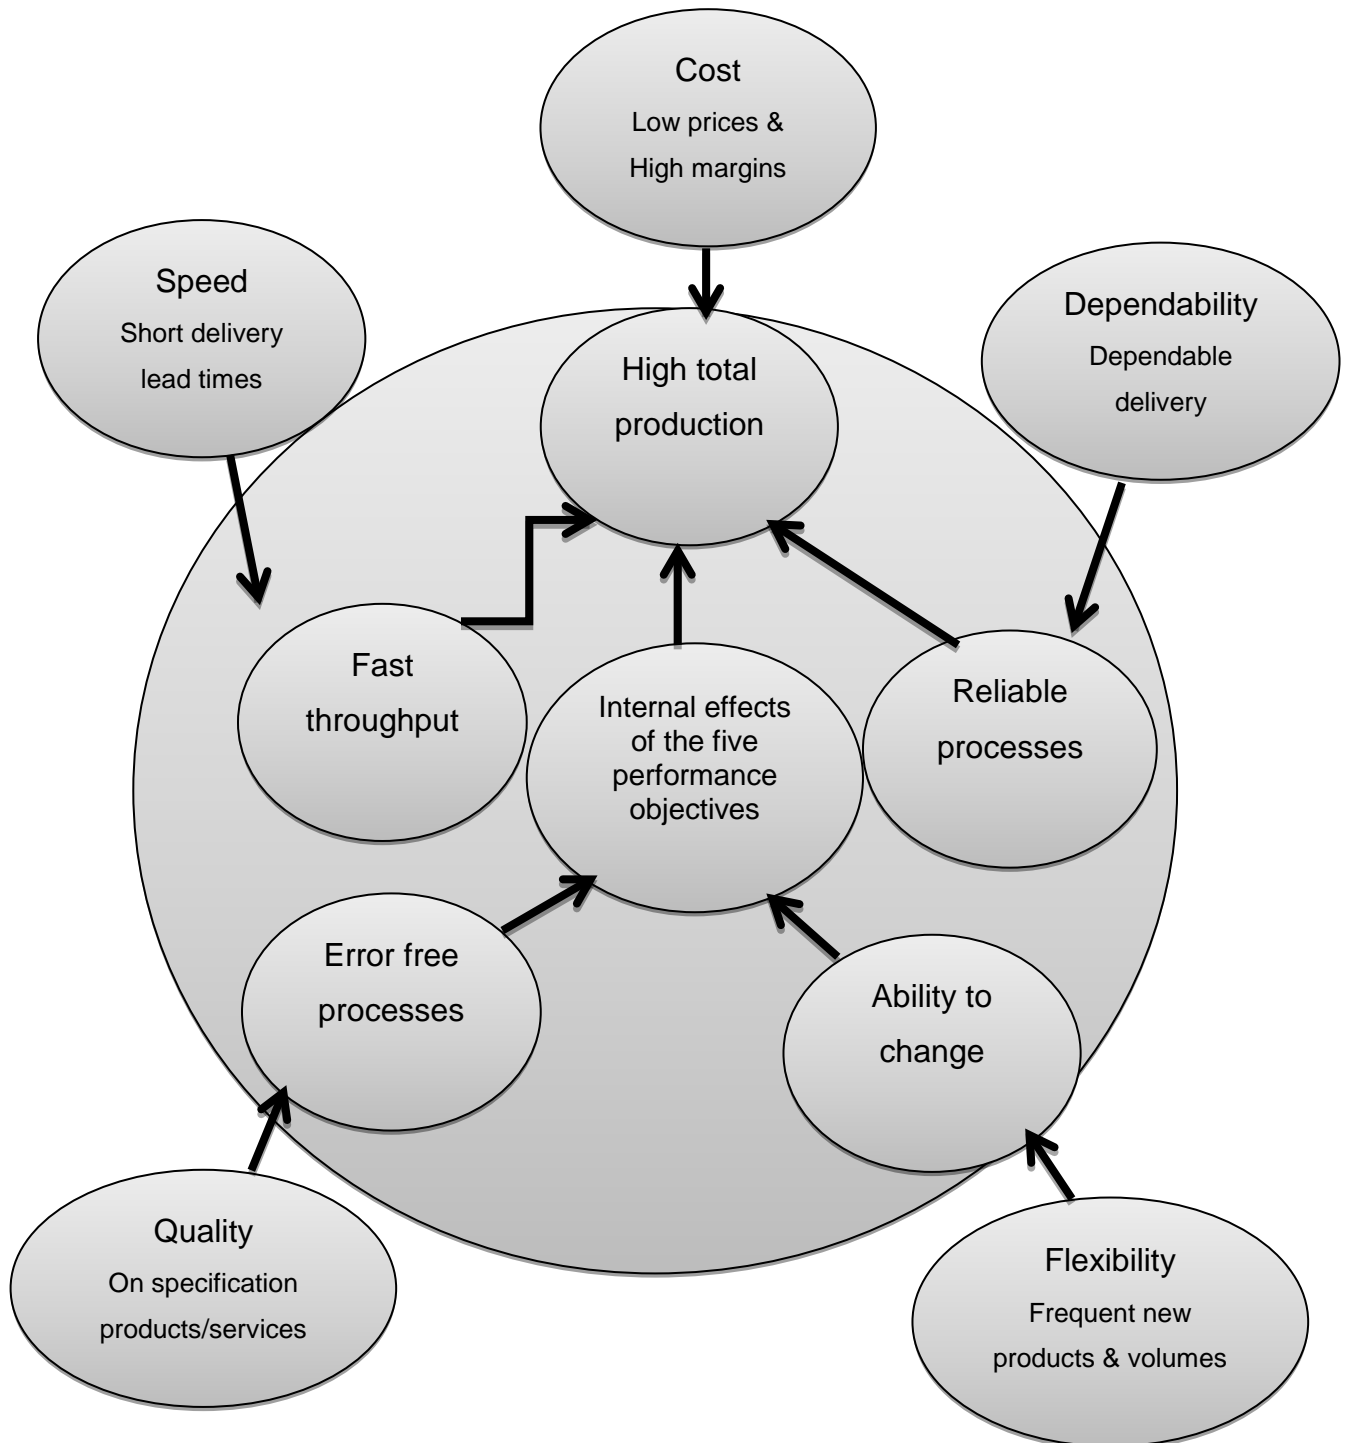 Cost
Low prices &
High margins
Speed
Short delivery
lead times
Dependability
Dependable
delivery
High total
production
Fast
throughput
Internal effects
of the five
performance
objectives
Reliable
processes
Error free
processes
Ability to
change
Quality
On specification
products/services
Flexibility
Frequent new
products & volumes